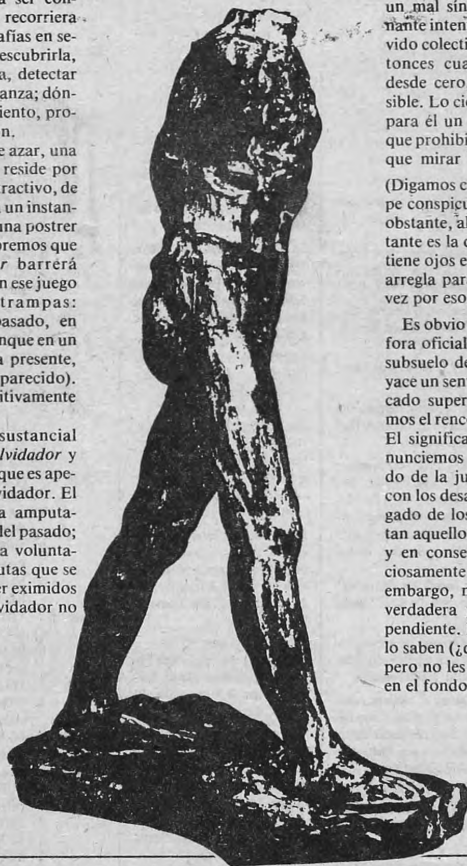 recorriera
afías en se-
escubrirla,
a, detectar
anza; dón-
iento, pro-
n.
e azar, una
reside por
ractivo, de
un instan-
una postrer
oremos que
r barrerá
n ese juego
trampas:
asado, en
nque en un
a presente,
parecido).
itivamente
sustancial
lvidador y
que es ape-
vidador. El
a amputa-
del pasado;
a volunta-
utas que se
er eximidos
vidador no
un mal sín
nante inten
vido colecti
tonces cua
desde cero
sible. Lo cie
para él un
que prohibi
que mirar
(Digamos c
pe conspicu
obstante, al
tante es la c
tiene ojos e
arregla par
vez por eso
Es obvio
fora oficial
subsuelo de
yace un sen
cado super
mos el renc
El significa
nunciemos
do de la ju
con los desa
gado de los
tan aquello
y en conse
ciosamente
embargo, n
verdadera
pendiente.
lo saben (¿c
pero no les
en el fondo